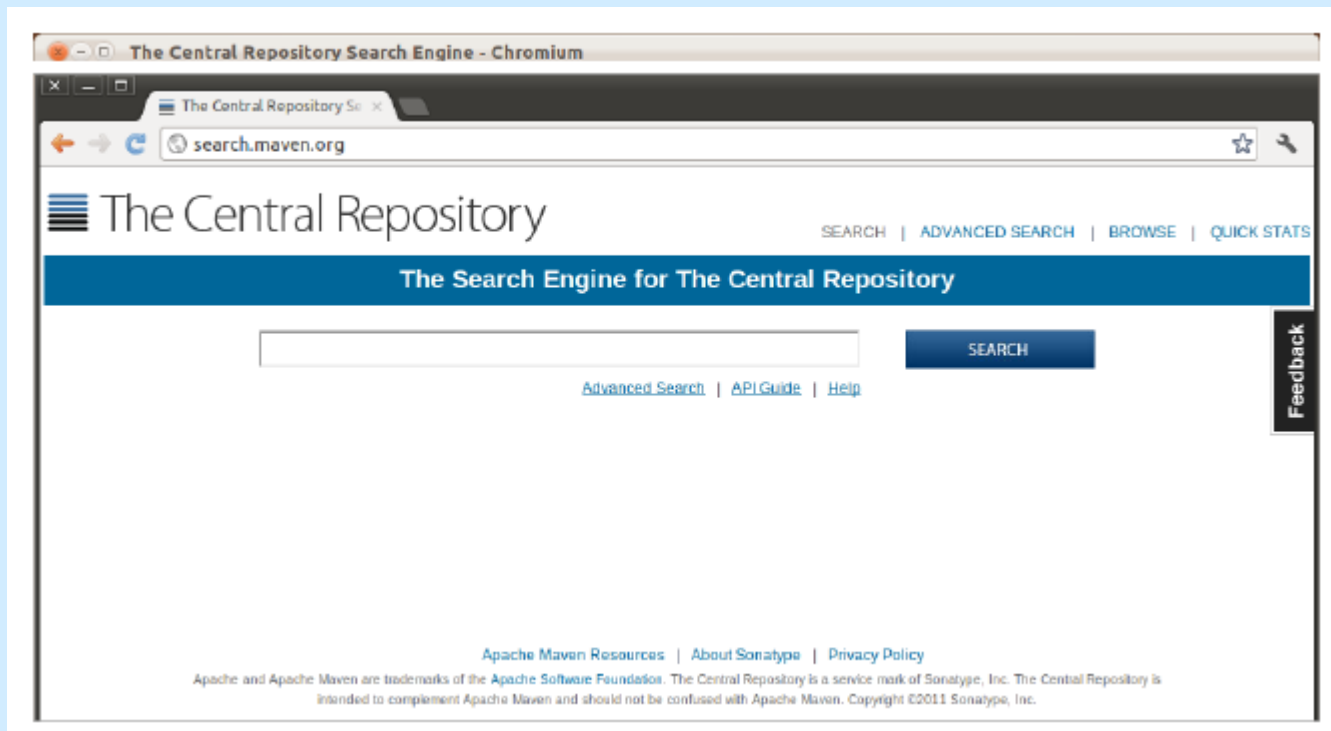 The Central Repository Search Engine - Chromium
The Central Repository Se
search.maven.org
The Central Repository
SEARCH | ADVANCED SEARCH | BROWSE | QUICK STATS
The Search Engine for The Central Repository
SEARCH
Feedback
Advanced Search | API Guide | Help
Apache Maven Resources | About Sonatype | Privacy Policy
Apache and Apache Maven are trademarks of the Apache Software Foundation. The Central Repository is a service mark of Sonatype, Inc. The Central Repository is
intended to complement Apache Maven and should not be confused with Apache Maven. Copyright ©2011 Sonatype, Inc.